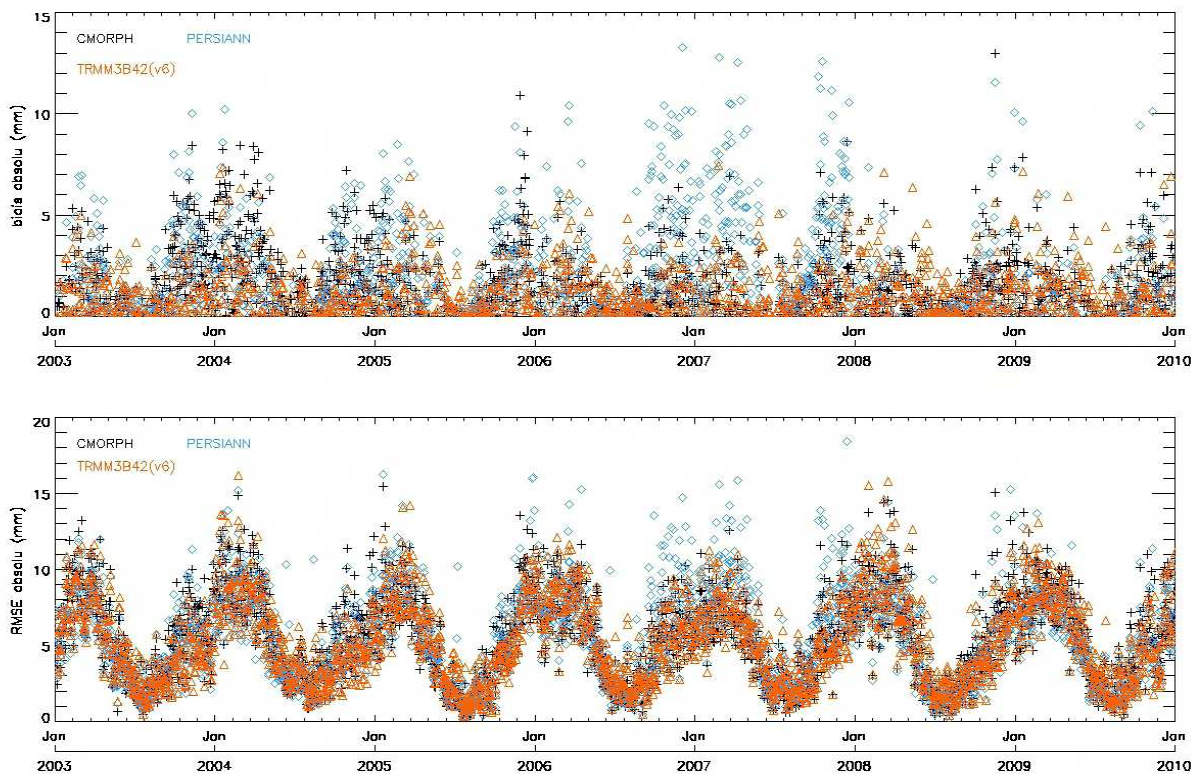 15
CMORPH PERSIANN
TRMM3B42(v6)
10
biais absolu (mm)
5
0
Jan Jan Jan Jan Jan Jan Jan Jan
2003 2004 2005 2006 2007 2008 2009 2010
20
CMORPH PERSIANN
TRMM3B42(v6)
15
10
RMSE absolu (mm)
5
0
Jan Jan Jan Jan Jan Jan Jan Jan
2003 2004 2005 2006 2007 2008 2009 2010